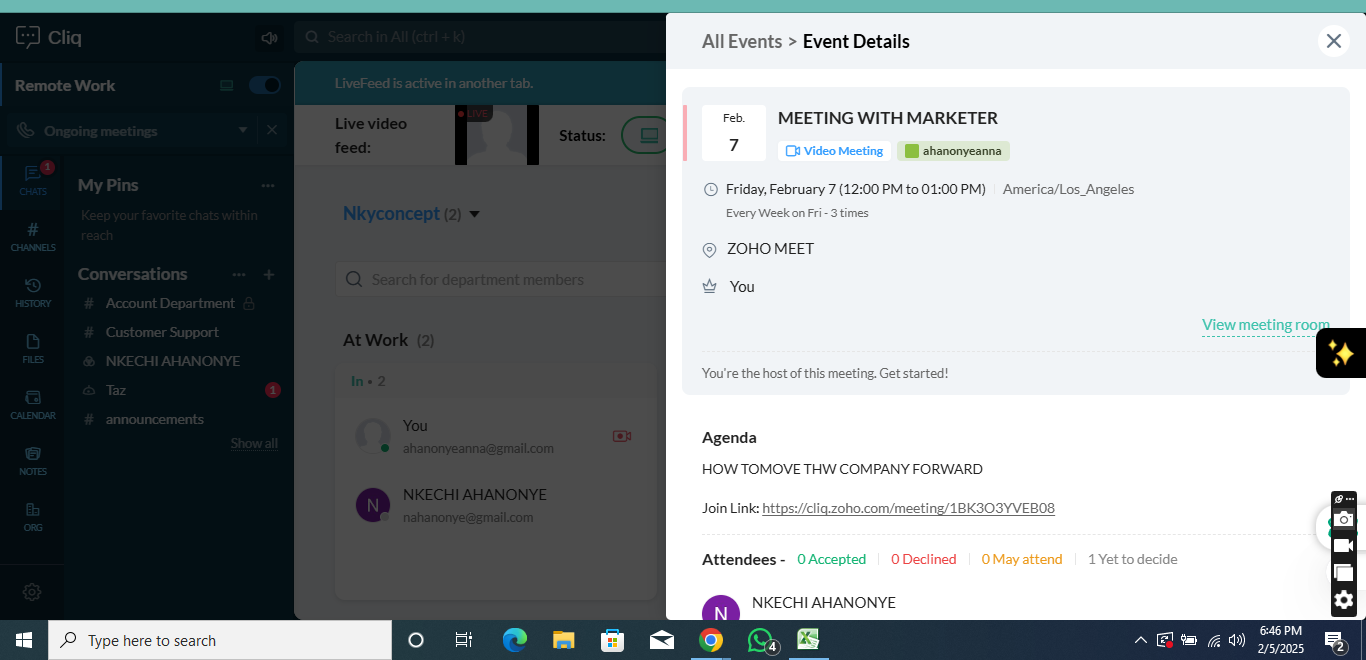 Cliq
Search in All (ctrl + k)
Remote Work
Ongoing meetings
1
CHATS
CHANNELS
HISTORY
FILES
CALENDAR
NOTES
ORG
My Pins
Keep your favorite chats within
reach
Conversations
# Account Department
# Customer Support
NKECHI AHANONYE
Taz 1
# announcements
Show all
LiveFeed is active in another tab.
Live video
feed:
LIVE
Status:
Nkyconcept (2)
Search for department members
At Work (2)
In • 2
You
ahanonyeanna@gmail.com
N
NKECHI AHANONYE
nahanonye@gmail.com
All Events > Event Details
Feb.
7
MEETING WITH MARKETER
Video Meeting ahanonyeanna
Friday, February 7 (12:00 PM to 01:00 PM) America/Los_Angeles
Every Week on Fri - 3 times
ZOHO MEET
You
View meeting room
You're the host of this meeting. Get started!
Agenda
HOW TOMOVE THW COMPANY FORWARD
Join Link: https://cliq.zoho.com/meeting/1BK3O3YVEB08
Attendees - 0 Accepted 0 Declined 0 May attend 1 Yet to decide
N
NKECHI AHANONYE
Type here to search
4
6:46 PM
2/5/2025
2